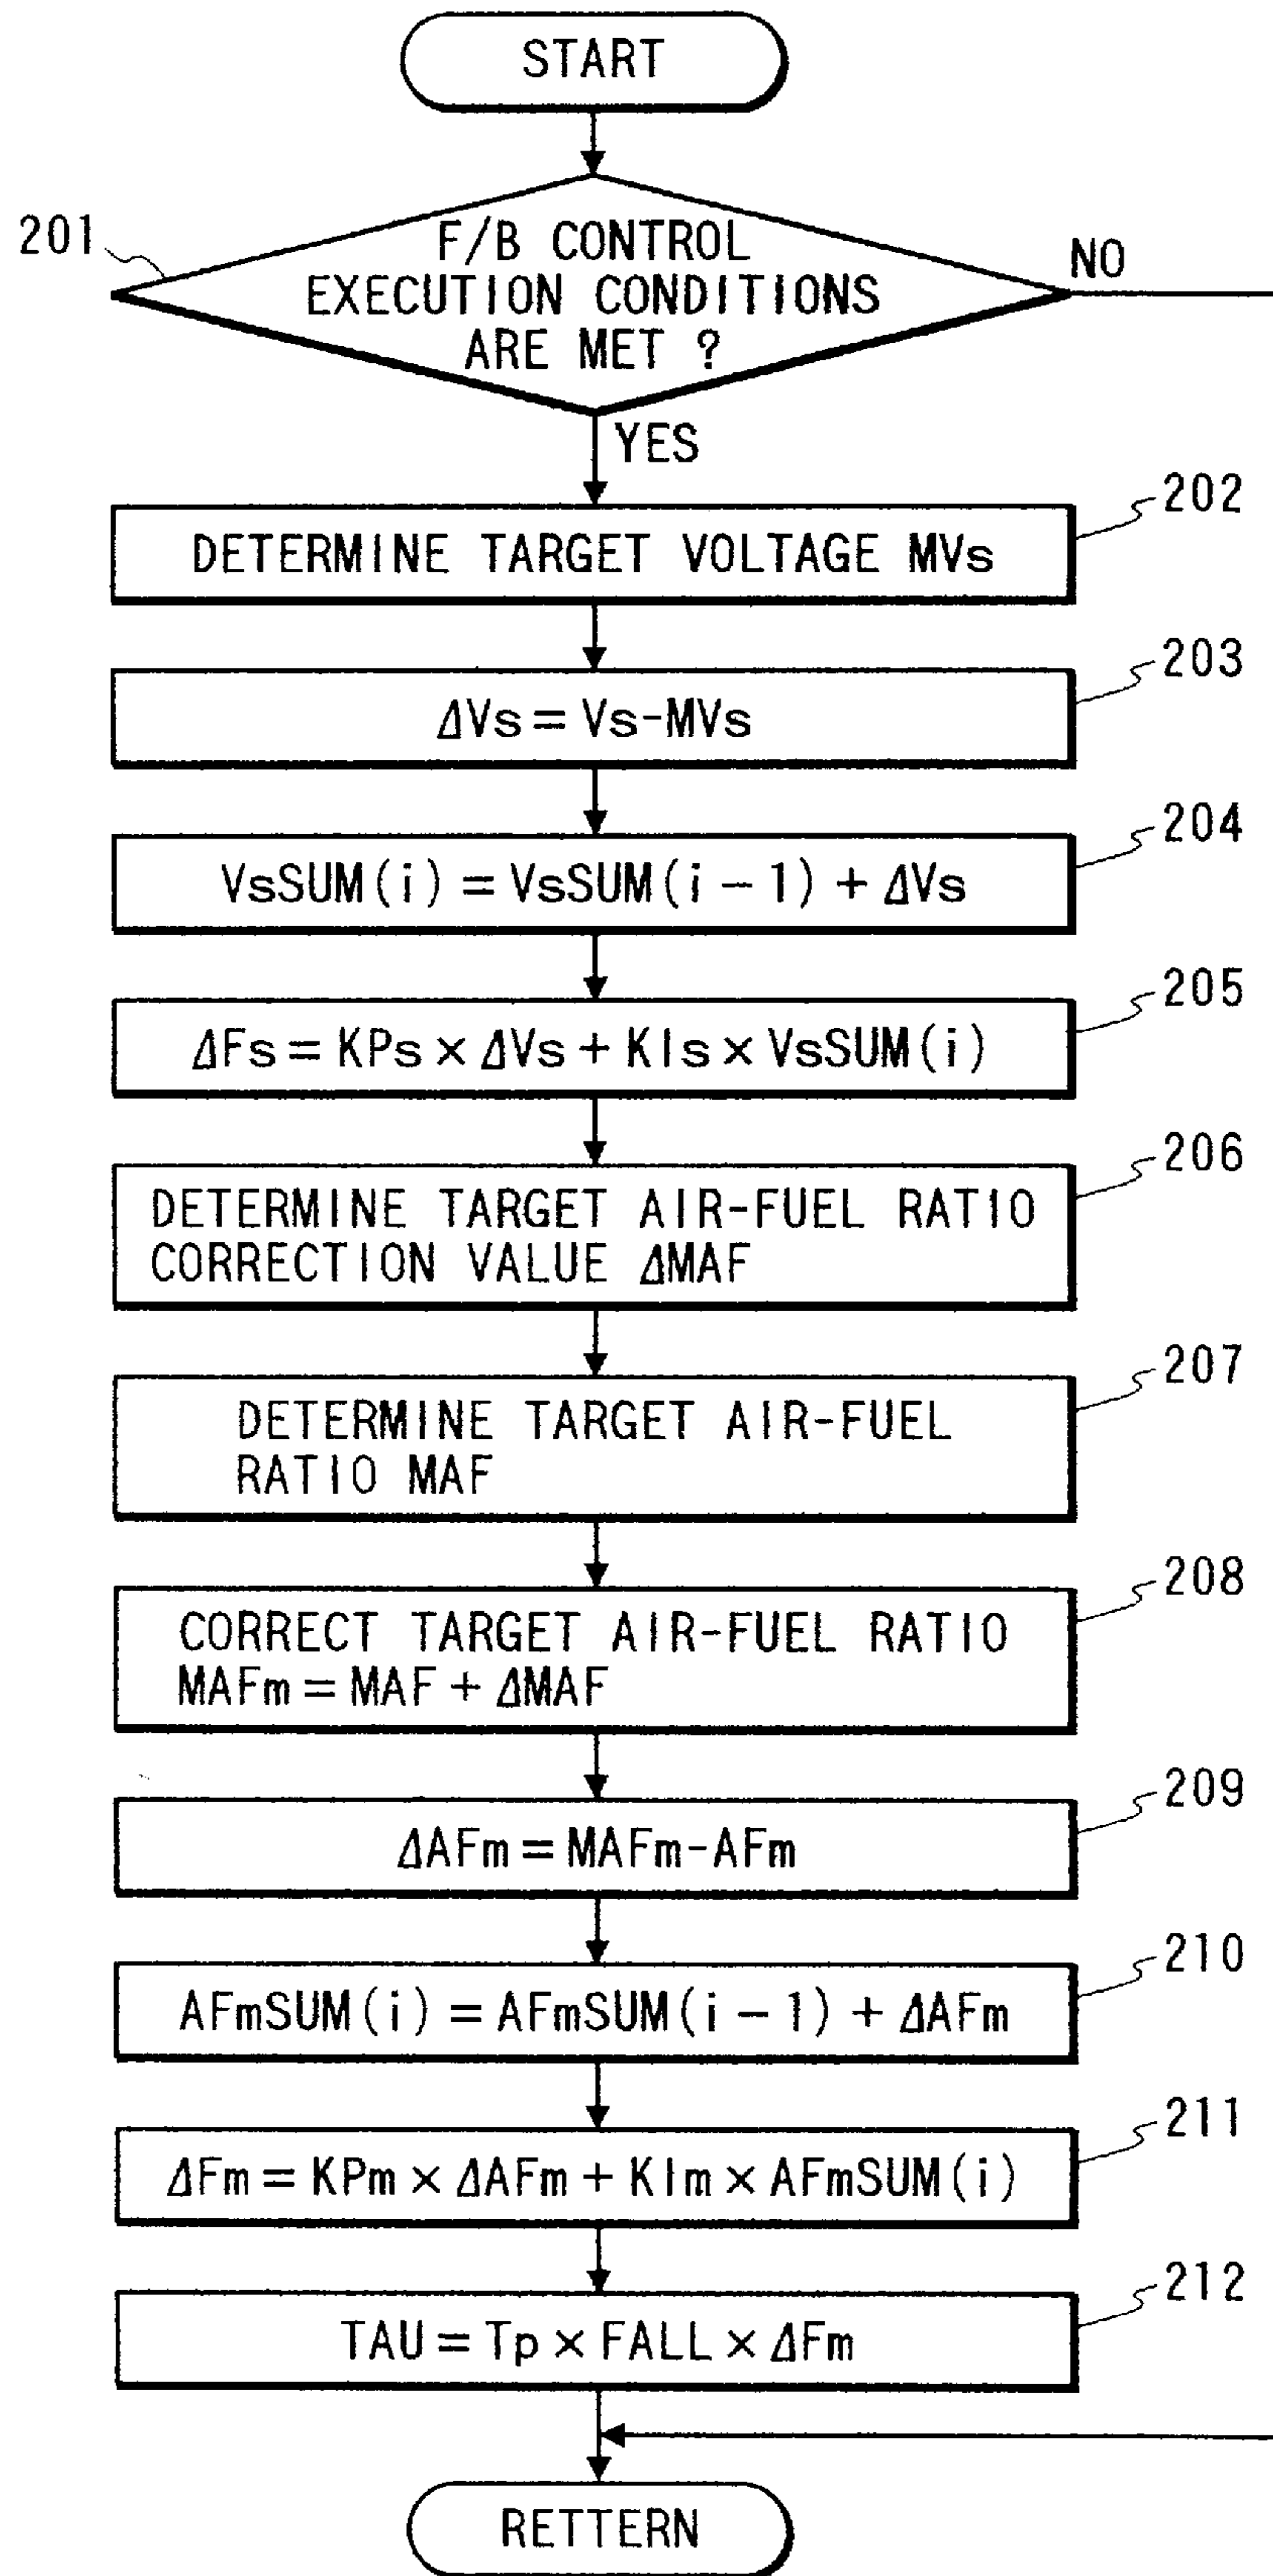 START
201
F/B CONTROL
EXECUTION CONDITIONS
ARE MET ?
NO
YES
202
DETERMINE TARGET VOLTAGE MVs
203
ΔVs = Vs-MVs
204
VsSUM(i) = VsSUM(i-1) + ΔVs
205
ΔFs = KPs × ΔVs + KIs × VsSUM(i)
206
DETERMINE TARGET AIR-FUEL RATIO
CORRECTION VALUE ΔMAF
207
DETERMINE TARGET AIR-FUEL
RATIO MAF
208
CORRECT TARGET AIR-FUEL RATIO
MAFm = MAF + ΔMAF
209
ΔAFm = MAFm-AFm
210
AFmSUM(i) = AFmSUM(i-1) + ΔAFm
211
ΔFm = KPm × ΔAFm + KIm × AFmSUM(i)
212
TAU = Tp × FALL × ΔFm
RETTERN